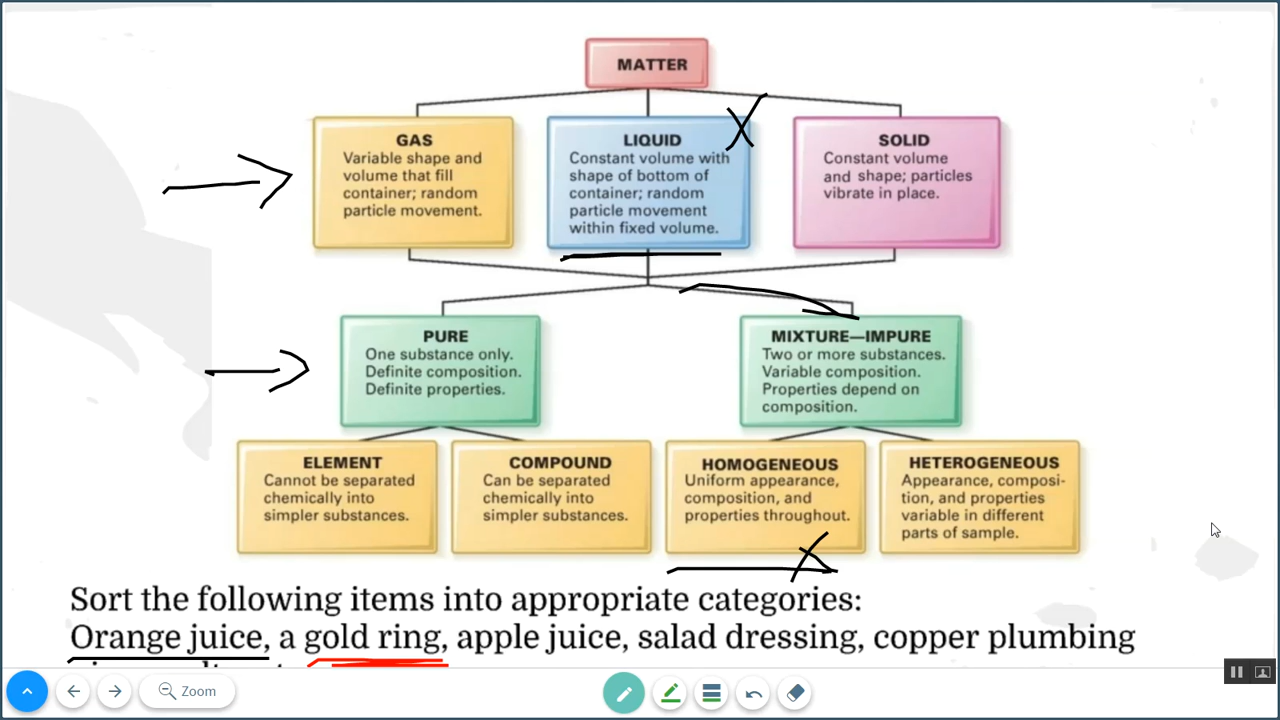 MATTER
GAS
Variable shape and
volume that fill
container; random
particle movement.
LIQUID
Constant volume with
shape of bottom of
container; random
particle movement
within fixed volume.
SOLID
Constant volume
and shape; particles
vibrate in place.
PURE
One substance only.
Definite composition.
Definite properties.
MIXTURE—IMPURE
Two or more substances.
Variable composition.
Properties depend on
composition.
ELEMENT
Cannot be separated
chemically into
simpler substances.
COMPOUND
Can be separated
chemically into
simpler substances.
HOMOGENEOUS
Uniform appearance,
composition, and
properties throughout.
HETEROGENEOUS
Appearance, composi-
tion, and properties
variable in different
parts of sample.
Sort the following items into appropriate categories:
Orange juice, a gold ring, apple juice, salad dressing, copper plumbing
Zoom